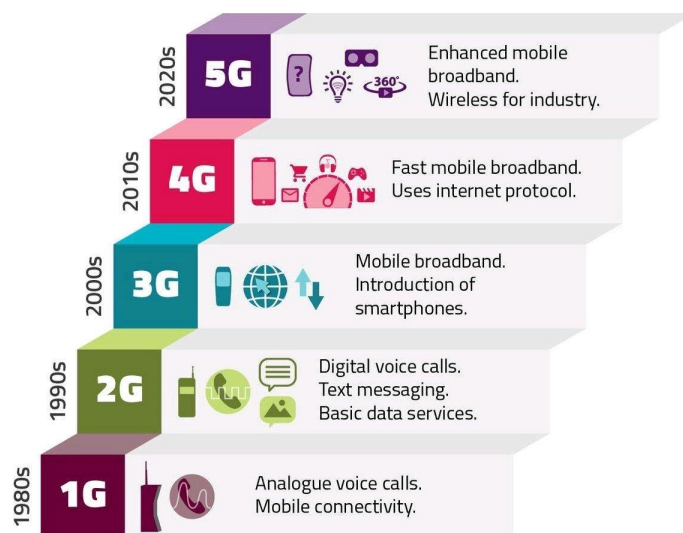 2020s
5G
?
360°
Enhanced mobile
broadband.
Wireless for industry.
2010s
4G
Fast mobile broadband.
Uses internet protocol.
2000s
3G
Mobile broadband.
Introduction of
smartphones.
1990s
2G
Digital voice calls.
Text messaging.
Basic data services.
1980s
1G
Analogue voice calls.
Mobile connectivity.